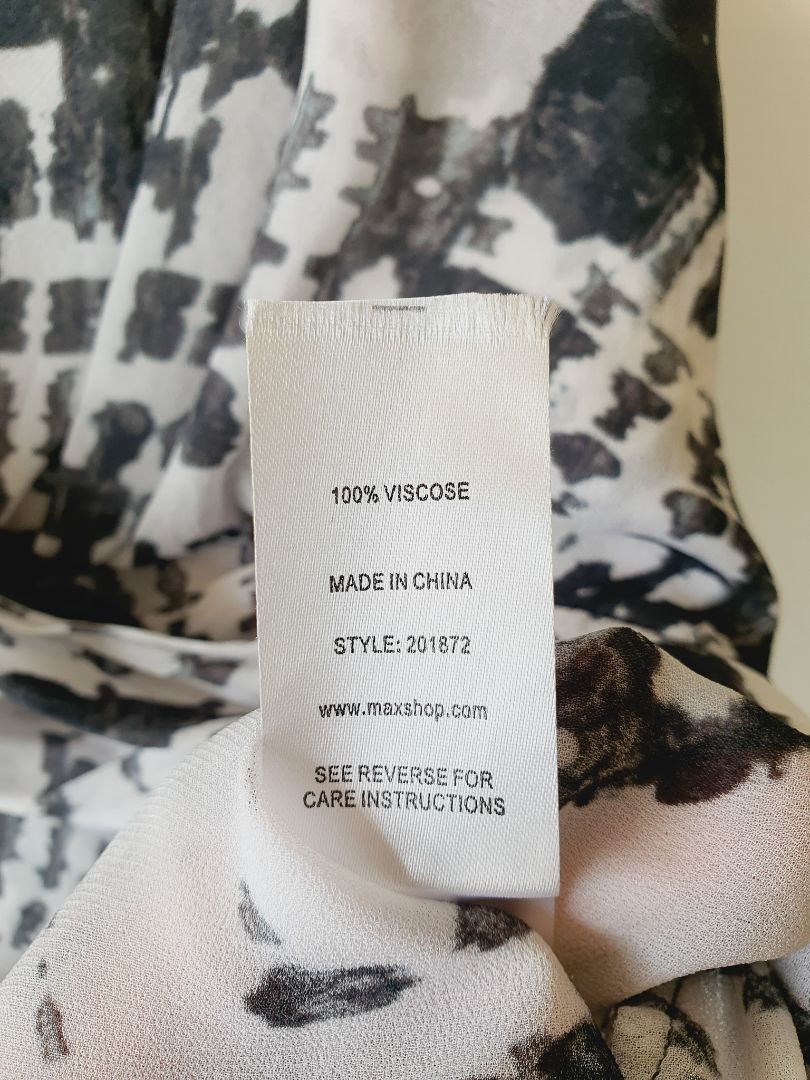 100% VISCOSE
MADE IN CHINA
STYLE: 201872
www.maxshop.com
SEE REVERSE FOR
CARE INSTRUCTIONS